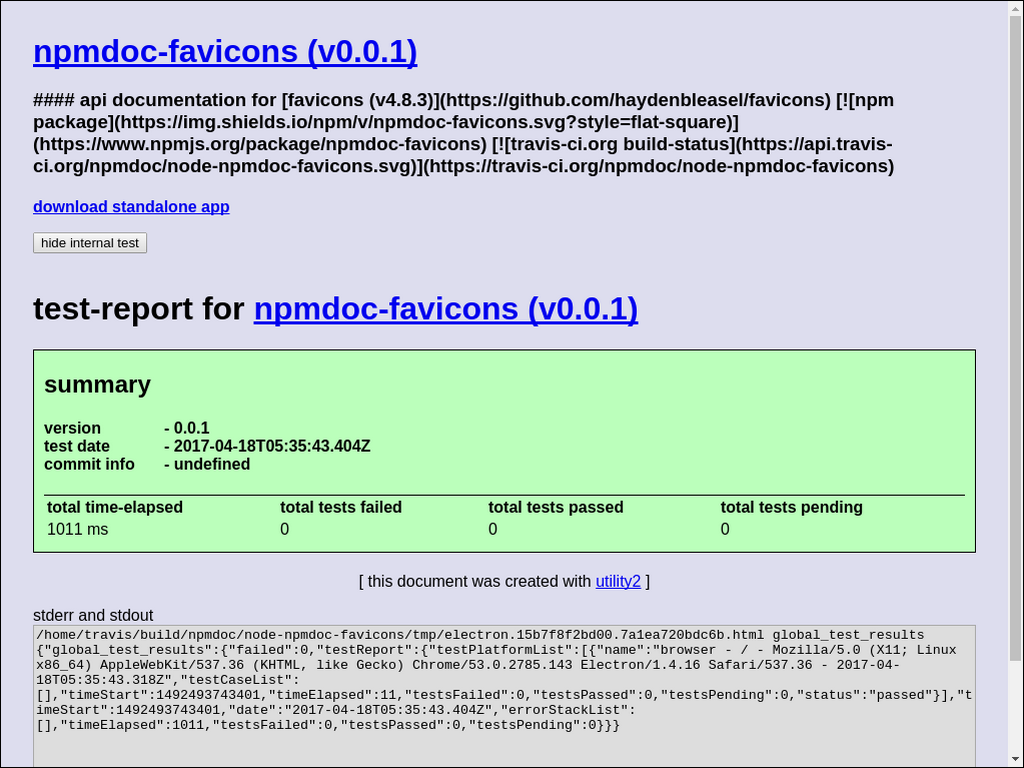 npmdoc-favicons (v0.0.1)
#### api documentation for [favicons (v4.8.3)](https://github.com/haydenbleasel/favicons) [![npm
package](https://img.shields.io/npm/v/npmdoc-favicons.svg?style=flat-square)]
(https://www.npmjs.org/package/npmdoc-favicons) [![travis-ci.org build-status](https://api.travis-
ci.org/npmdoc/node-npmdoc-favicons.svg)](https://travis-ci.org/npmdoc/node-npmdoc-favicons)
download standalone app
hide internal test
test-report for npmdoc-favicons (v0.0.1)
summary
version - 0.0.1
test date - 2017-04-18T05:35:43.404Z
commit info - undefined
total time-elapsed total tests failed total tests passed total tests pending
1011 ms 0 0 0
[ this document was created with utility2 ]
stderr and stdout
/home/travis/build/npmdoc/node-npmdoc-favicons/tmp/electron.15b7f8f2bd00.7a1ea720bdc6b.html global_test_results
{"global_test_results":{"failed":0,"testReport":{"testPlatformList":[{"name":"browser - / - Mozilla/5.0 (X11; Linux
x86_64) AppleWebKit/537.36 (KHTML, like Gecko) Chrome/53.0.2785.143 Electron/1.4.16 Safari/537.36 - 2017-04-
18T05:35:43.318Z","testCaseList":
[],"timeStart":1492493743401,"timeElapsed":11,"testsFailed":0,"testsPassed":0,"testsPending":0,"status":"passed"}],"t
imeStart":1492493743401,"date":"2017-04-18T05:35:43.404Z","errorStackList":
[],"timeElapsed":1011,"testsFailed":0,"testsPassed":0,"testsPending":0}}}